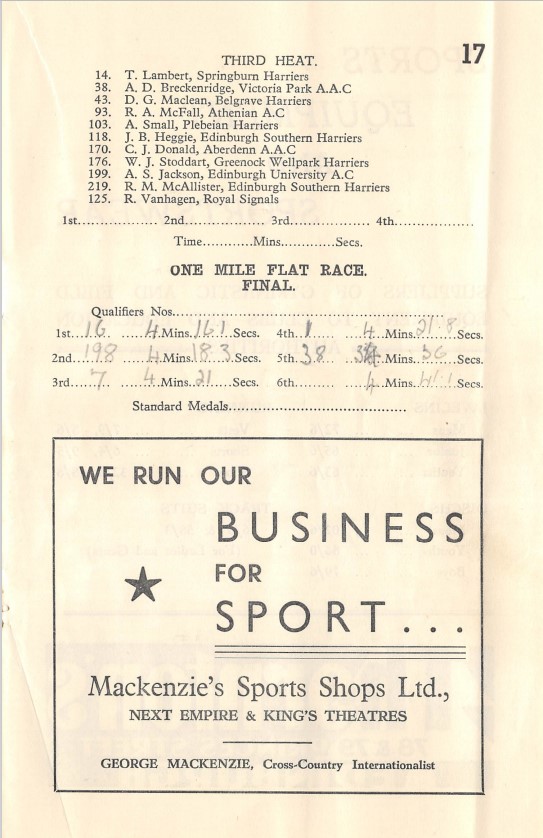 17
THIRD HEAT.
14. T. Lambert, Springburn Harriers
38. A. D. Breckenridge, Victoria Park A.A.C
43. D. G. Maclean, Belgrave Harriers
93. R. A. McFall, Athenian A.C
103. A. Small, Plebeian Harriers
118. J. B. Heggie, Edinburgh Southern Harriers
170. C. J. Donald, Aberdenn A.A.C
176. W. J. Stoddart, Greenock Wellpark Harriers
199. A. S. Jackson, Edinburgh University A.C
219. R. M. McAllister, Edinburgh Southern Harriers
125. R. Vanhagen, Royal Signals
1st.................... 2nd.................... 3rd.................... 4th....................
Time............Mins............Secs.
ONE MILE FLAT RACE.
FINAL.
Qualifiers Nos..................................................
1st 16 4 Mins. 16.1 Secs. 4th 1 4 Mins. 21.8 Secs.
2nd 198 4 Mins. 18.3 Secs. 5th 38 Mins. 36 Secs.
3rd 7 4 Mins. 21 Secs. 6th 4 Mins. 41.1 Secs.
Standard Medals..................................................
WE RUN OUR
BUSINESS
FOR
SPORT...
Mackenzie's Sports Shops Ltd.,
NEXT EMPIRE & KING'S THEATRES
GEORGE MACKENZIE, Cross-Country Internationalist